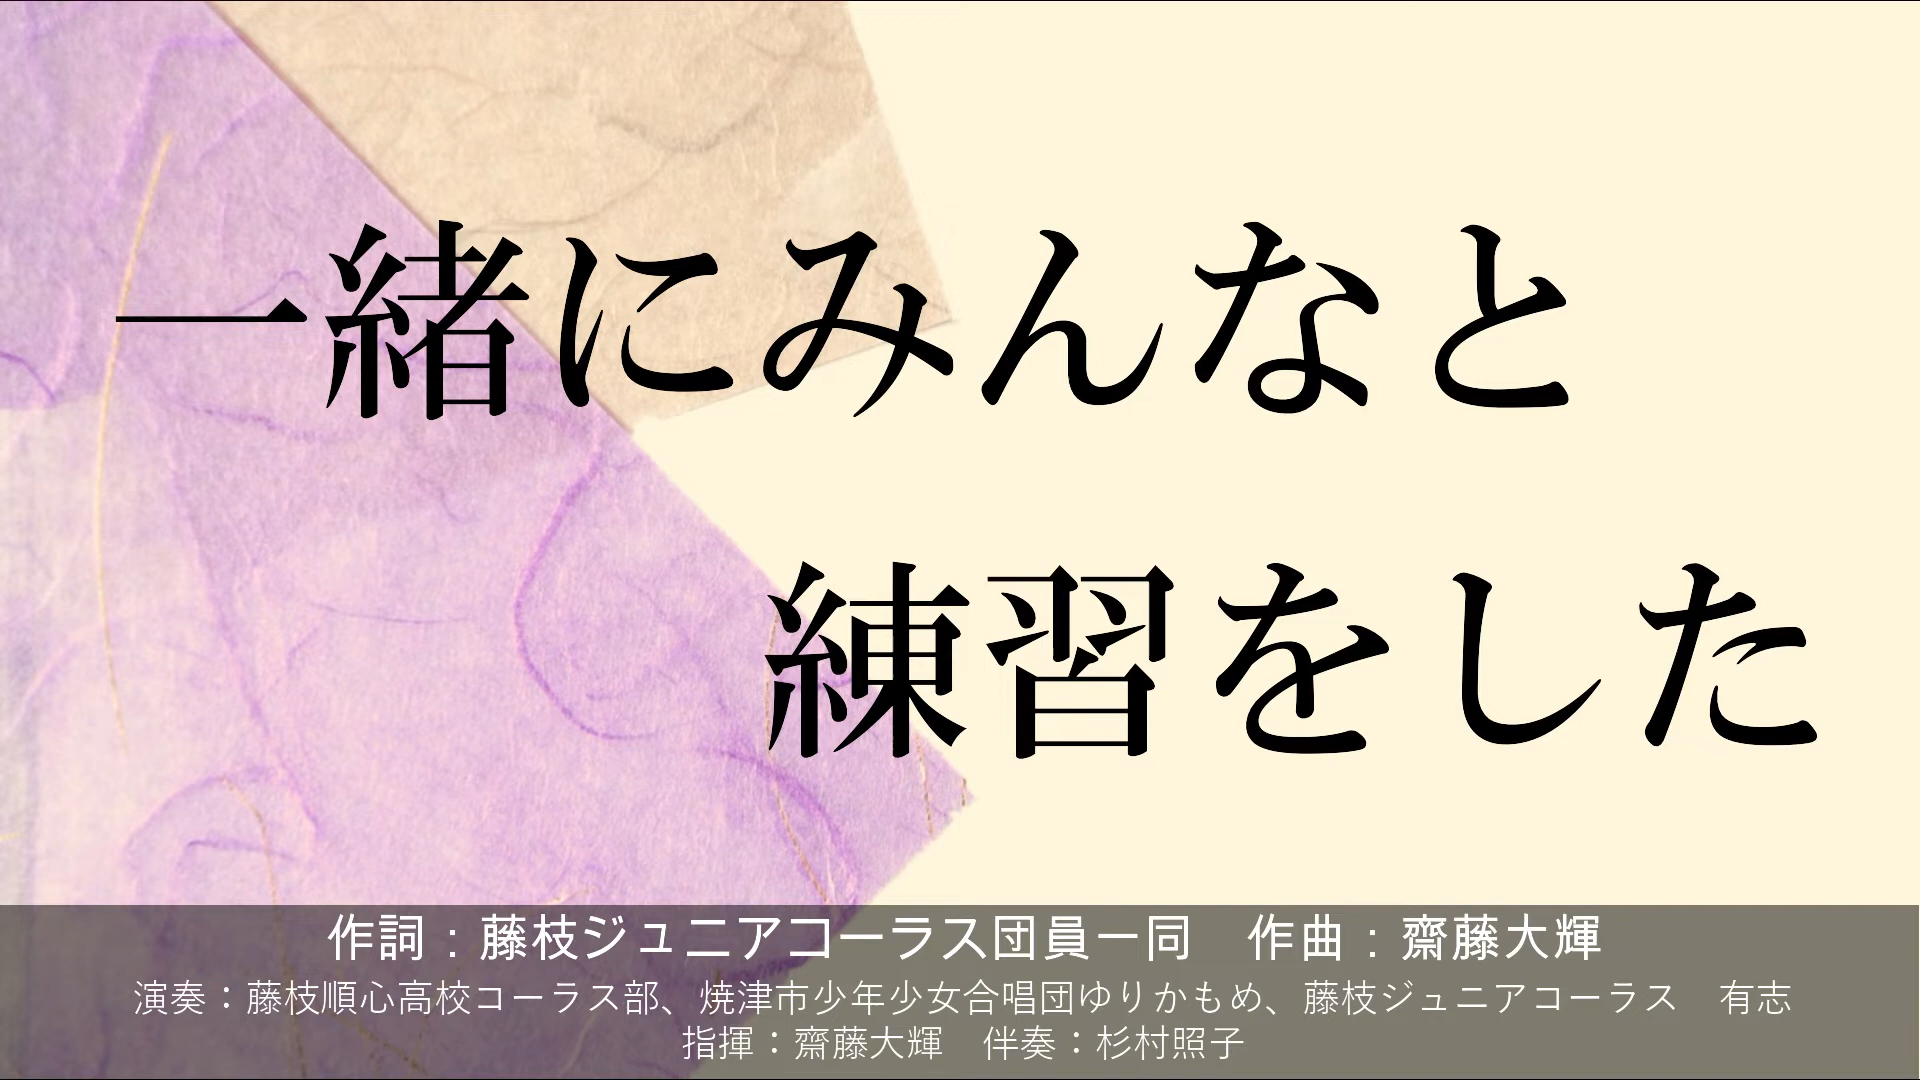 一緒にみんなと
練習をした
作詞：藤枝ジュニアコーラス団員一同　作曲：齋藤大輝
演奏：藤枝順心高校コーラス部、焼津市少年少女合唱団ゆりかもめ、藤枝ジュニアコーラス　有志
指揮：齋藤大輝　伴奏：杉村照子